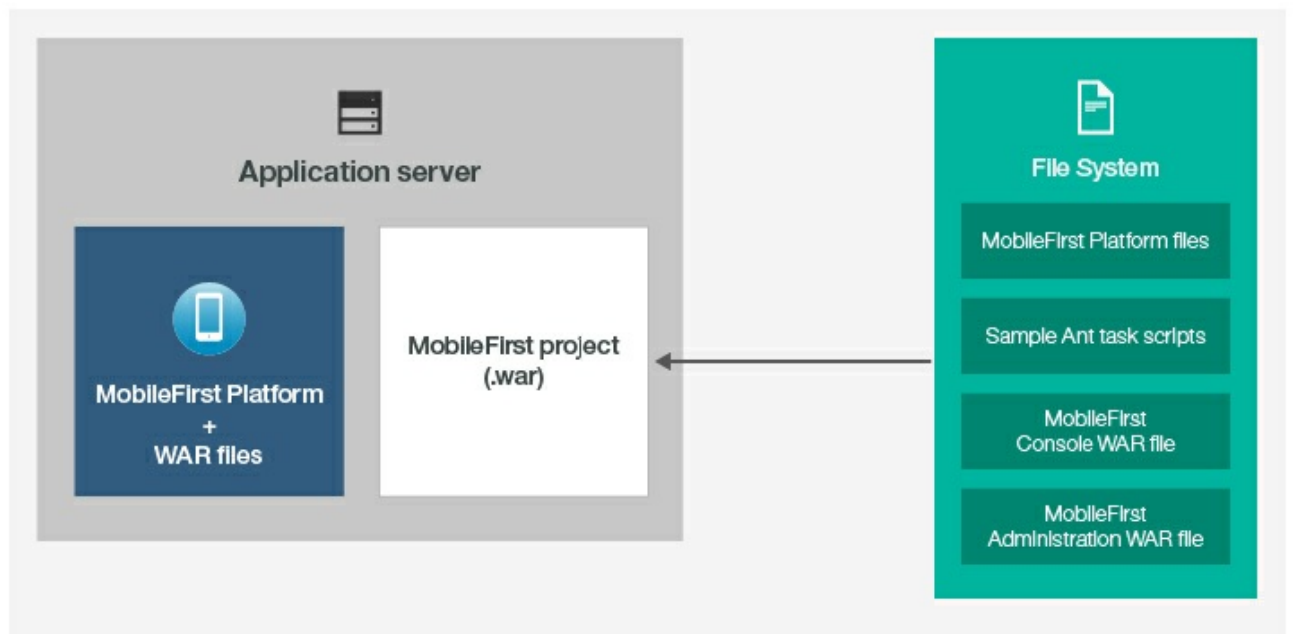 Application server
MobileFirst Platform
+
WAR files
MobileFirst project
(.war)
File System
MobileFirst Platform files
Sample Ant task scripts
MobileFirst
Console WAR file
MobileFirst
Administration WAR file